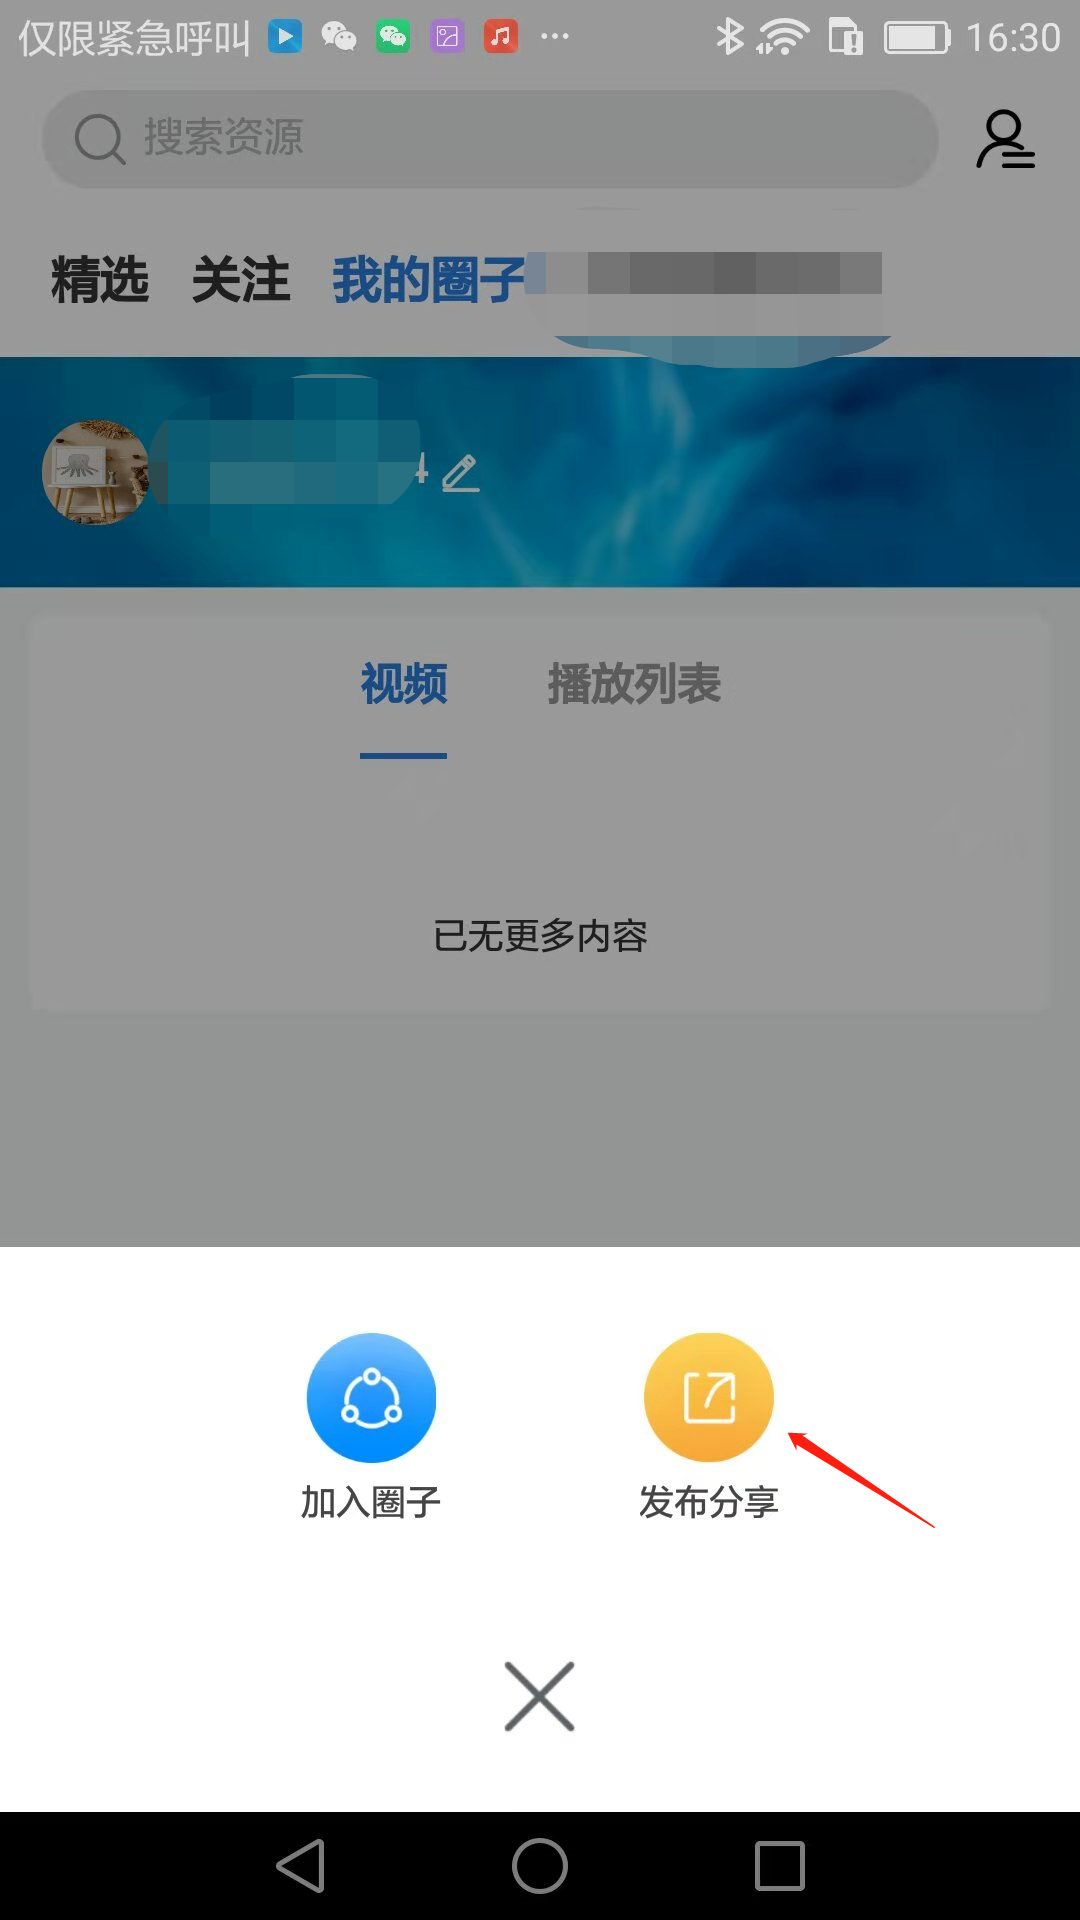 仅限紧急呼叫 16:30
搜索资源
精选 关注 我的圈子
视频 播放列表
已无更多内容
加入圈子 发布分享